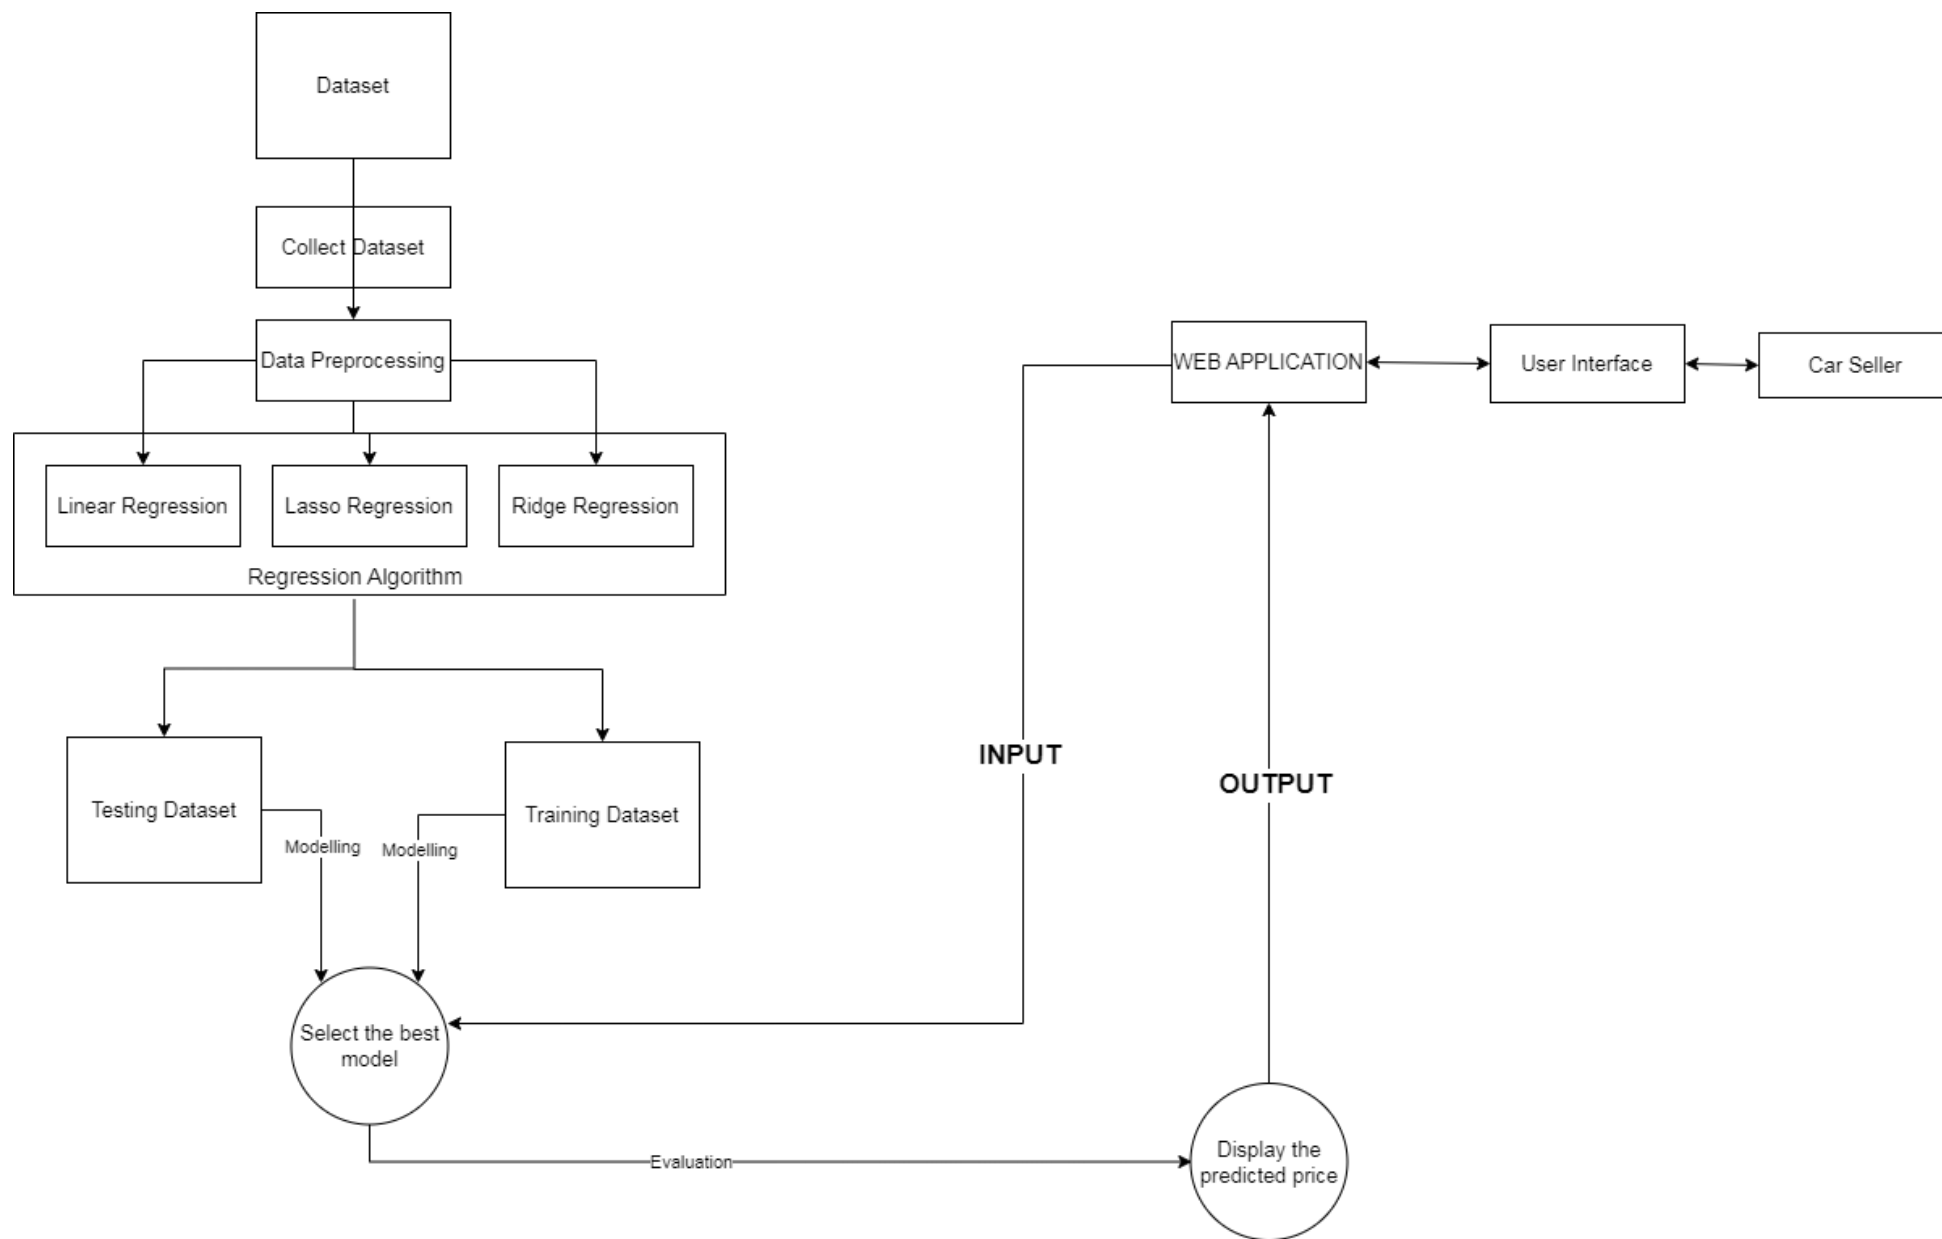 Dataset
Collect Dataset
Data Preprocessing
WEB APPLICATION
User Interface
Car Seller
Linear Regression
Lasso Regression
Ridge Regression
Regression Algorithm
INPUT
OUTPUT
Testing Dataset
Training Dataset
Modelling
Modelling
Select the best
model
Evaluation
Display the
predicted price